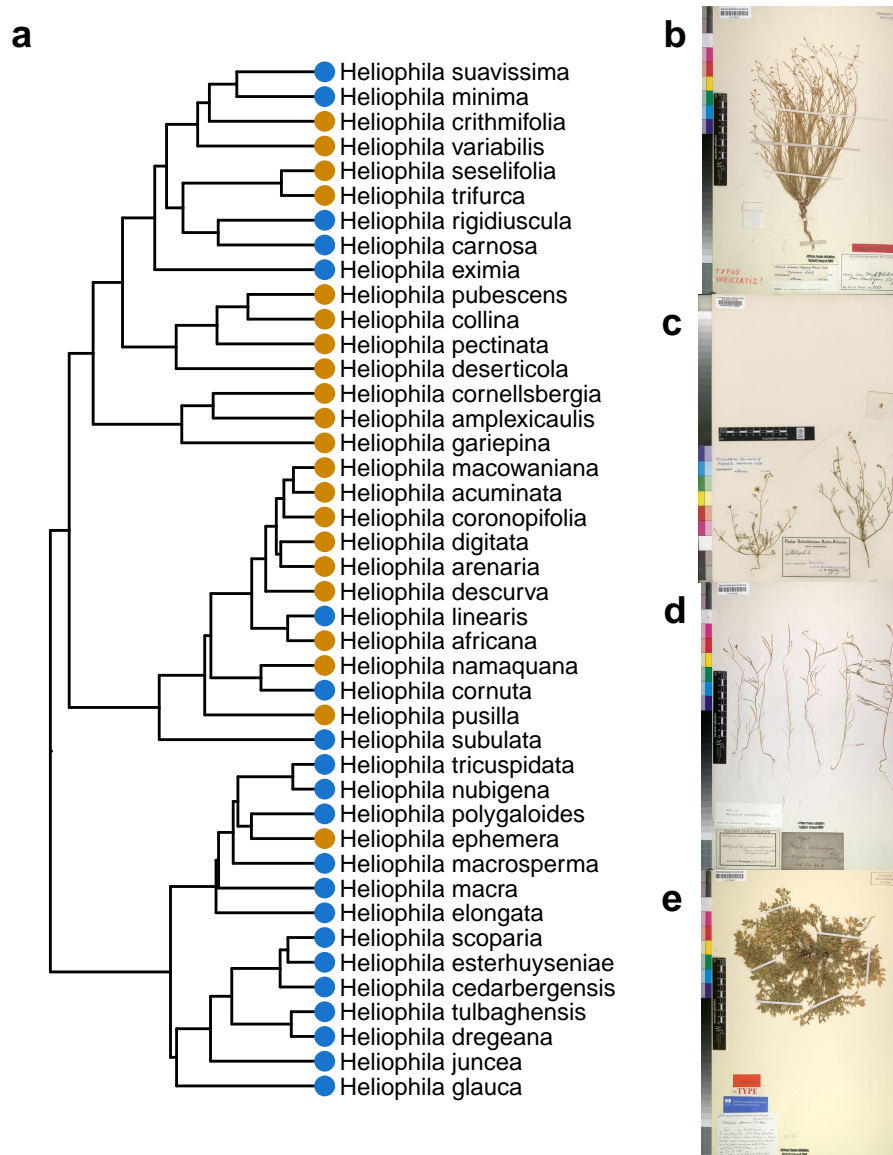 a
Heliophila suavissima
Heliophila minima
Heliophila crithmifolia
Heliophila variabilis
Heliophila seselifolia
Heliophila trifurca
Heliophila rigidiuscula
Heliophila carnosa
Heliophila eximia
Heliophila pubescens
Heliophila collina
Heliophila pectinata
Heliophila deserticola
Heliophila cornellsbergia
Heliophila amplexicaulis
Heliophila gariepina
Heliophila macowaniana
Heliophila acuminata
Heliophila coronopifolia
Heliophila digitata
Heliophila arenaria
Heliophila descurva
Heliophila linearis
Heliophila africana
Heliophila namaquana
Heliophila cornuta
Heliophila pusilla
Heliophila subulata
Heliophila tricuspidata
Heliophila nubigena
Heliophila polygaloides
Heliophila ephemera
Heliophila macrosperma
Heliophila macra
Heliophila elongata
Heliophila scoparia
Heliophila esterhuyseniae
Heliophila cedarbergensis
Heliophila tulbaghensis
Heliophila dregeana
Heliophila juncea
Heliophila glauca
b
TYPUS
VARIETATIS!
c
d
e
TYPE